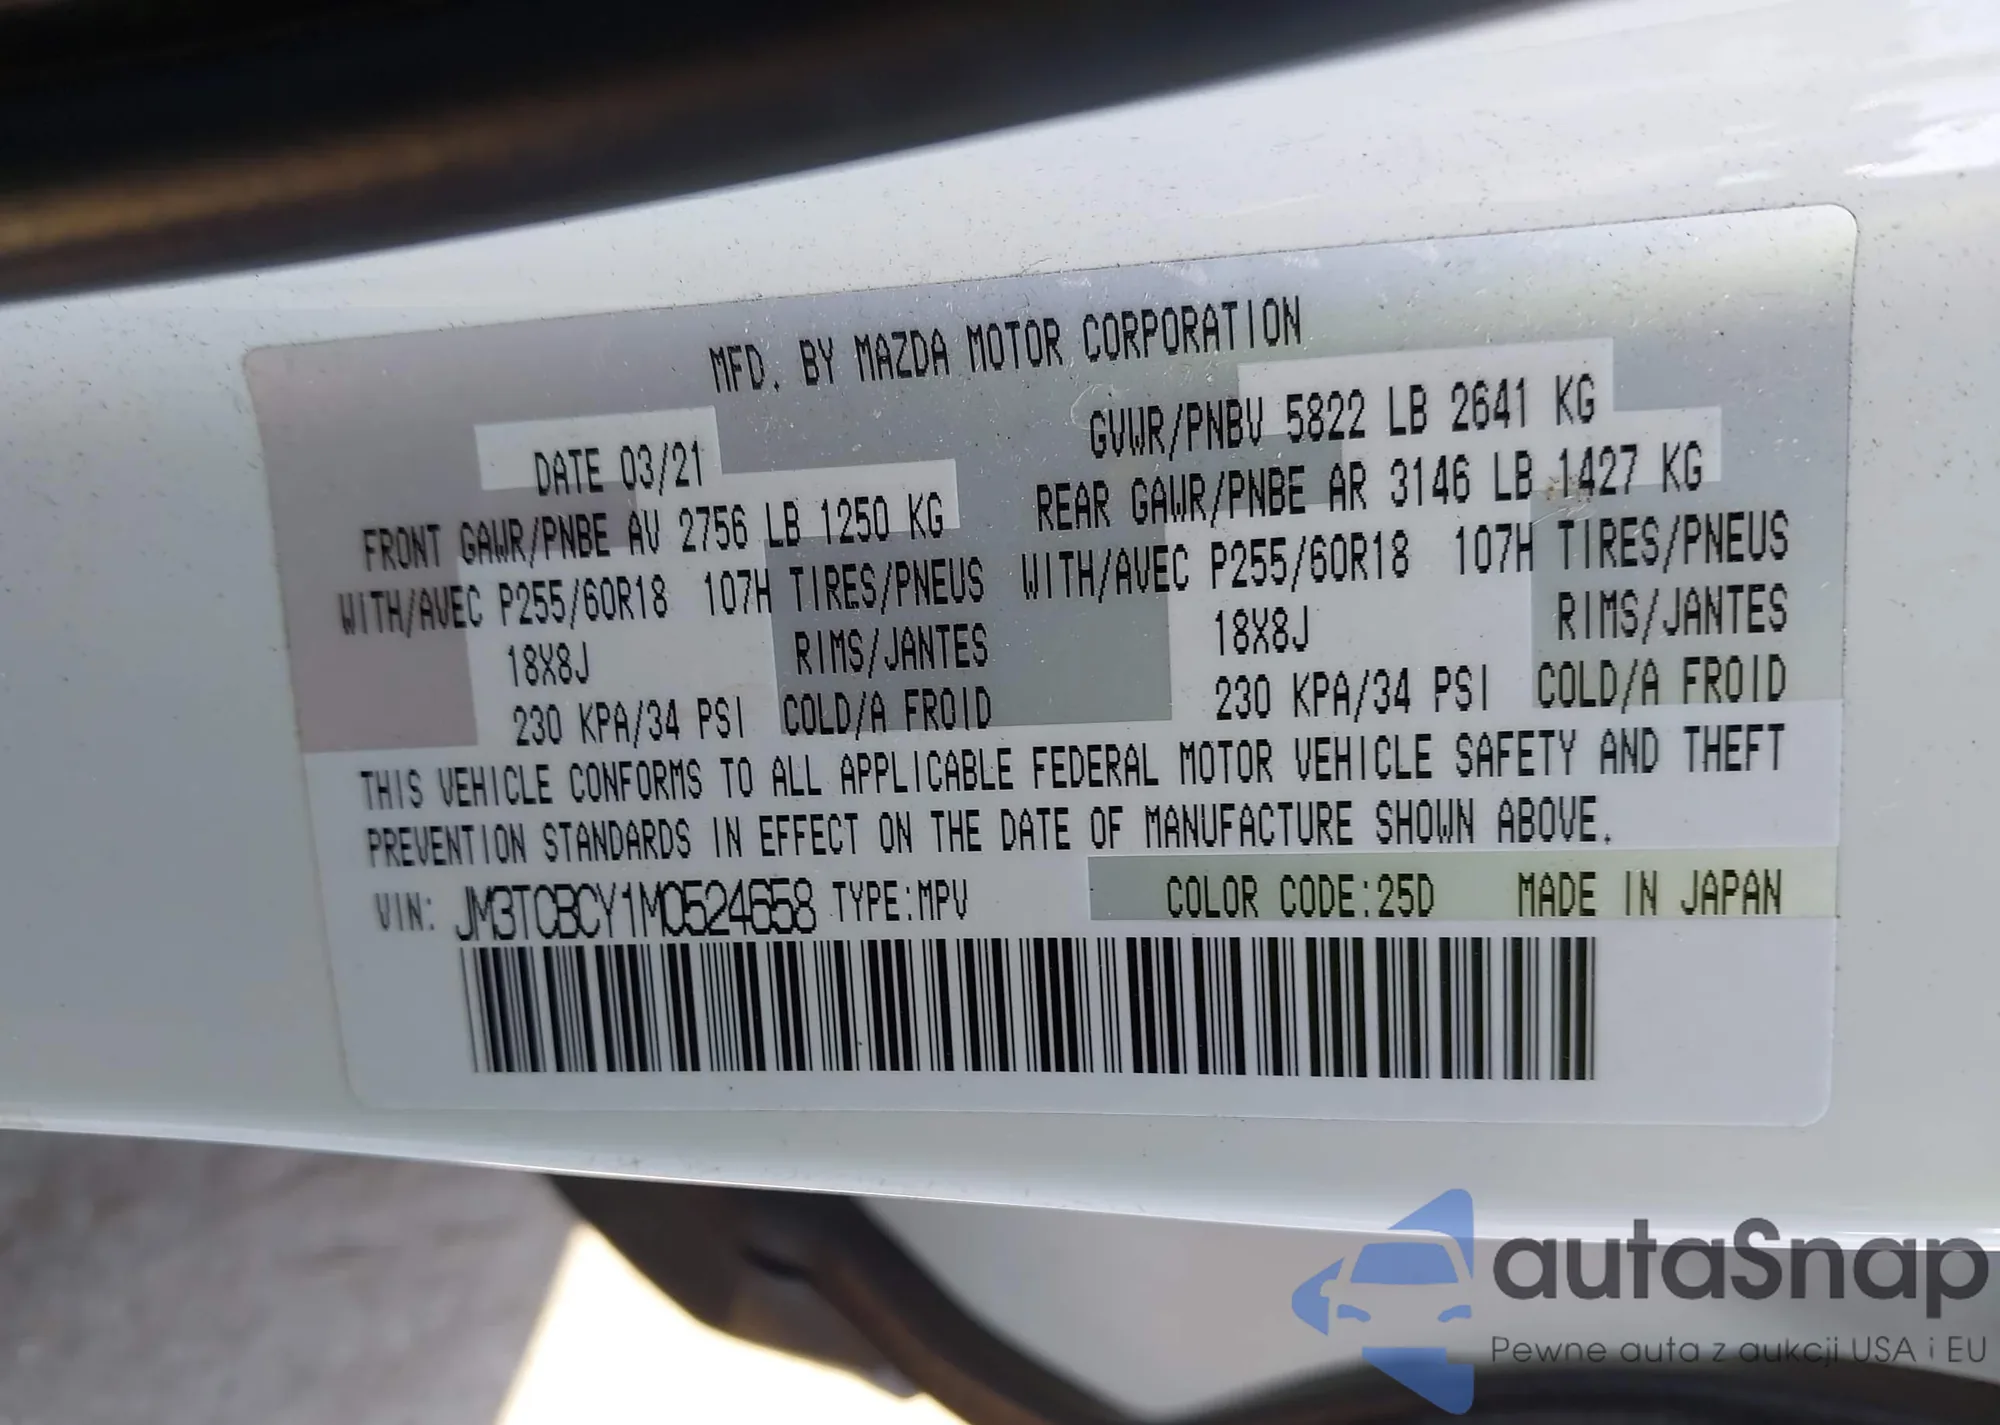 MFD. BY MAZDA MOTOR CORPORATION
DATE 03/21
GVWR/PNBV 5822 LB 2641 KG
FRONT GAWR/PNBE AV 2756 LB 1250 KG
REAR GAWR/PNBE AR 3146 LB 1427 KG
WITH/AVEC P255/60R18 107H TIRES/PNEUS
WITH/AVEC P255/60R18 107H TIRES/PNEUS
18X8J RIMS/JANTES
18X8J RIMS/JANTES
230 KPA/34 PSI COLD/A FROID
230 KPA/34 PSI COLD/A FROID
THIS VEHICLE CONFORMS TO ALL APPLICABLE FEDERAL MOTOR VEHICLE SAFETY AND THEFT
PREVENTION STANDARDS IN EFFECT ON THE DATE OF MANUFACTURE SHOWN ABOVE.
VIN: JM3TCBCY1M0524658 TYPE:MPV COLOR CODE:25D MADE IN JAPAN
autaSnap
Pewne auta z aukcji USA i EU